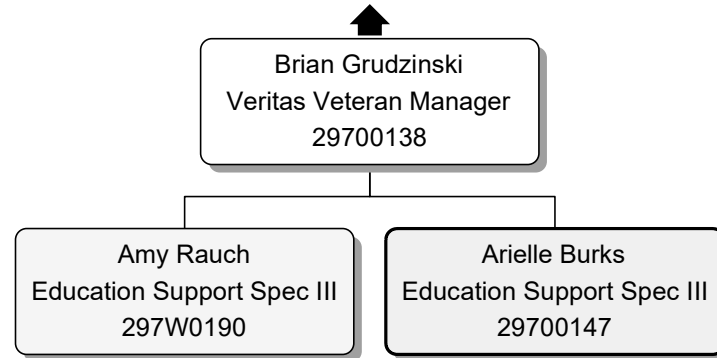 Brian Grudzinski
Veritas Veteran Manager
29700138
Amy Rauch
Education Support Spec III
297W0190
Arielle Burks
Education Support Spec III
29700147